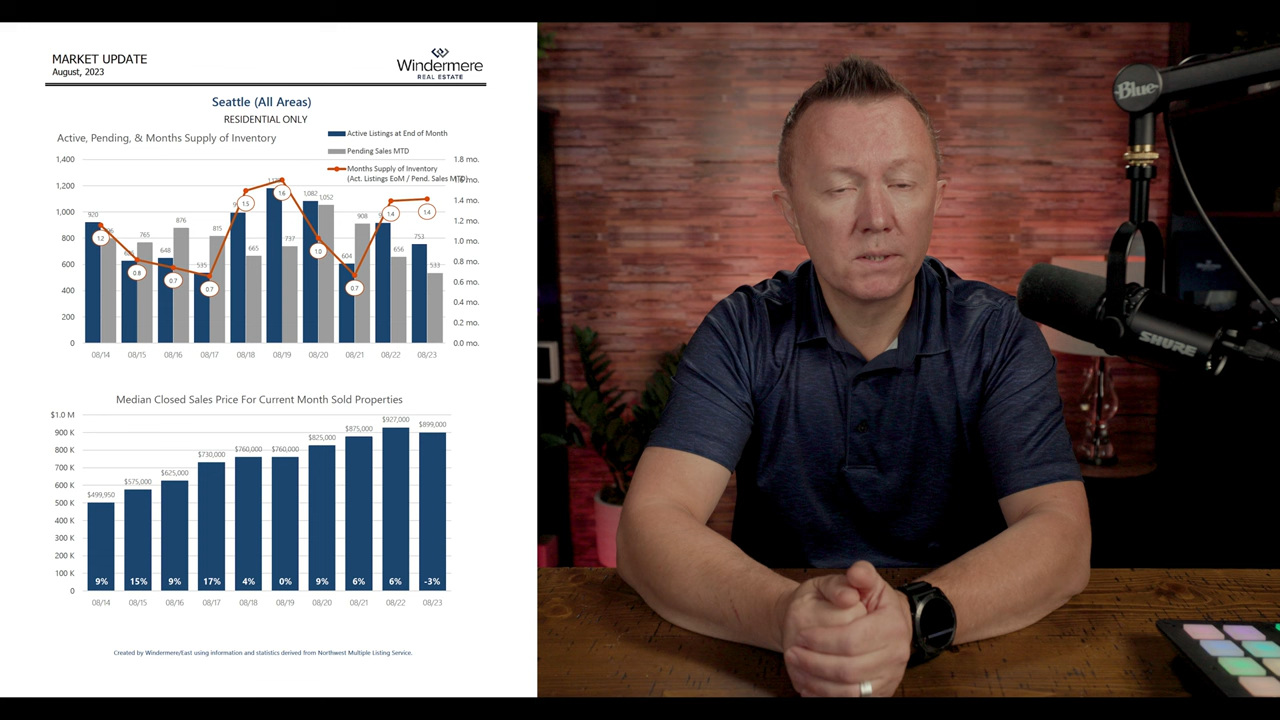 MARKET UPDATE
August, 2023
Windermere
REAL ESTATE
Seattle (All Areas)
RESIDENTIAL ONLY
Active, Pending, & Months Supply of Inventory
Active Listings at End of Month
Pending Sales MTD
Months Supply of Inventory
(Act. Listings EoM / Pend. Sales MTD)
1,400
1,200
1,000
800
600
400
200
0
1.8 mo.
1.4 mo.
1.2 mo.
1.0 mo.
0.8 mo.
0.6 mo.
0.4 mo.
0.2 mo.
0.0 mo.
920
765
648
876
535
815
665
737
1,082
1,052
604
908
656
753
533
1.2
0.8
0.7
0.7
1.5
1.6
1.0
0.7
1.4
1.4
08/14 08/15 08/16 08/17 08/18 08/19 08/20 08/21 08/22 08/23
Median Closed Sales Price For Current Month Sold Properties
$1.0 M
900 K
800 K
700 K
600 K
500 K
400 K
300 K
200 K
100 K
0
$499,950
$575,000
$625,000
$730,000
$760,000
$760,000
$825,000
$875,000
$927,000
$899,000
9% 15% 9% 17% 4% 0% 9% 6% 6% -3%
08/14 08/15 08/16 08/17 08/18 08/19 08/20 08/21 08/22 08/23
Created by Windermere/East using information and statistics derived from Northwest Multiple Listing Service.
Blue
SHURE